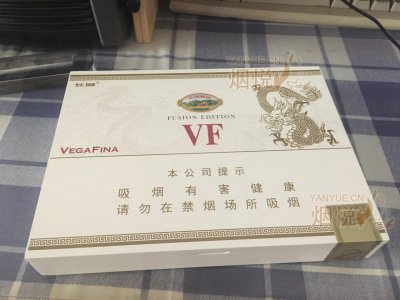 YANYUE.CN
烟悦
长城
FUSION EDITION
VF
VEGAFINA
本公司提示
吸烟有害健康
请勿在禁烟场所吸烟
YANYUE.CN
烟悦